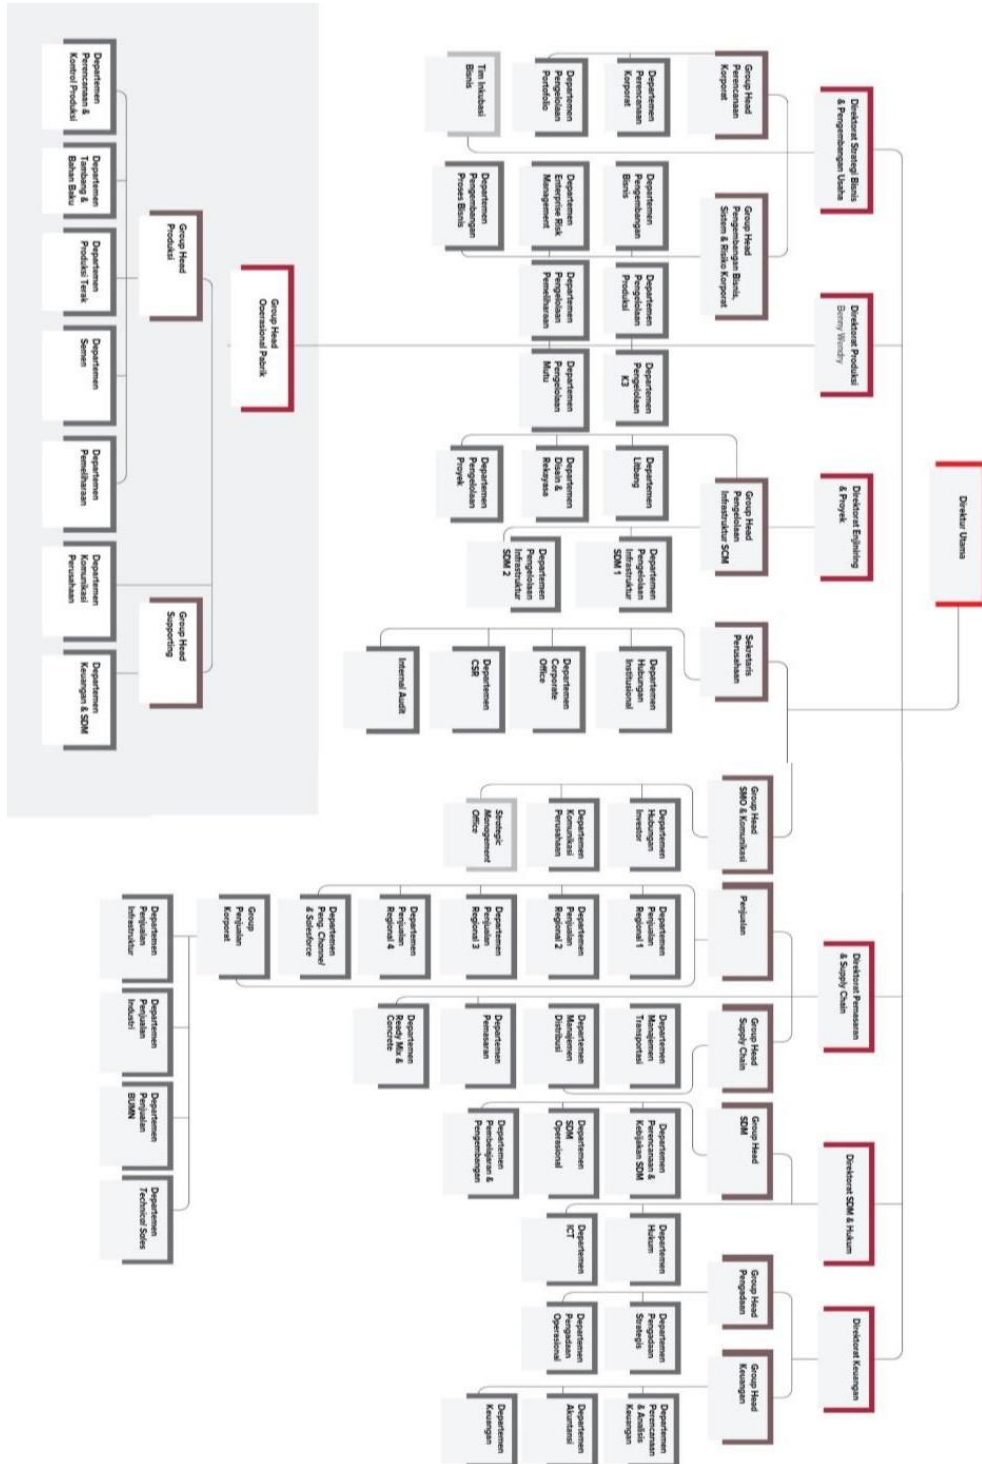 Direktur Utama
Direktorat Strategi Bisnis
& Pengembangan Usaha
Direktorat Produksi
Benny Wendry
Direktorat Enjiniring
& Proyek
Direktorat Pemasaran
& Supply Chain
Direktorat SDM & Hukum
Direktorat Keuangan
Group Head
Perencanaan
Korporat
Group Head
Pengembangan Bisnis,
Sistem & Risiko Korporat
Group Head
Pengelolaan
Infrastruktur SCM
Sekretaris
Perusahaan
Group Head
SMO & Komunikasi
Penjualan
Group Head
Supply Chain
Group Head
SDM
Group Head
Pengadaan
Group Head
Keuangan
Departemen
Perencanaan
Korporat
Departemen
Pengembangan
Bisnis
Departemen
Pengelolaan
Produksi
Departemen
Pengelolaan
K3
Departemen
Litbang
Departemen
Pengelolaan
Infrastruktur
SDM 1
Departemen
Hubungan
Institusional
Departemen
Hubungan
Investor
Departemen
Penjualan
Regional 1
Departemen
Manajemen
Transportasi
Departemen
Perencanaan &
Kebijakan SDM
Departemen
Hukum
Departemen
Pengadaan
Strategis
Departemen
Perencanaan
& Analisis
Keuangan
Departemen
Pengelolaan
Portofolio
Departemen
Enterprise Risk
Management
Departemen
Pengelolaan
Pemeliharaan
Departemen
Pengelolaan
Mutu
Departemen
Disain &
Rekayasa
Departemen
Pengelolaan
Infrastruktur
SDM 2
Departemen
Corporate
Office
Departemen
Komunikasi
Perusahaan
Departemen
Penjualan
Regional 2
Departemen
Manajemen
Distribusi
Departemen
SDM
Operasional
Departemen
ICT
Departemen
Pengadaan
Operasional
Departemen
Akuntansi
Tim Inkubasi
Bisnis
Departemen
Pengembangan
Proses Bisnis
Departemen
Pengelolaan
Proyek
Departemen
CSR
Strategic
Management
Office
Departemen
Penjualan
Regional 3
Departemen
Pemasaran
Departemen
Pembelajaran &
Pengembangan
Departemen
Keuangan
Internal Audit
Departemen
Penjualan
Regional 4
Departemen
Ready Mix &
Concrete
Departemen
Peng. Channel
& Salesforce
Group Head
Operasional Pabrik
Group
Penjualan
Korporat
Group Head
Produksi
Group Head
Supporting
Departemen
Penjualan
Infrastruktur
Departemen
Penjualan
Industri
Departemen
Penjualan
BUMN
Departemen
Technical Sales
Departemen
Perencanaan &
Kontrol Produksi
Departemen
Tambang &
Bahan Baku
Departemen
Produksi Terak
Departemen
Semen
Departemen
Pemeliharaan
Departemen
Komunikasi
Perusahaan
Departemen
Keuangan & SDM